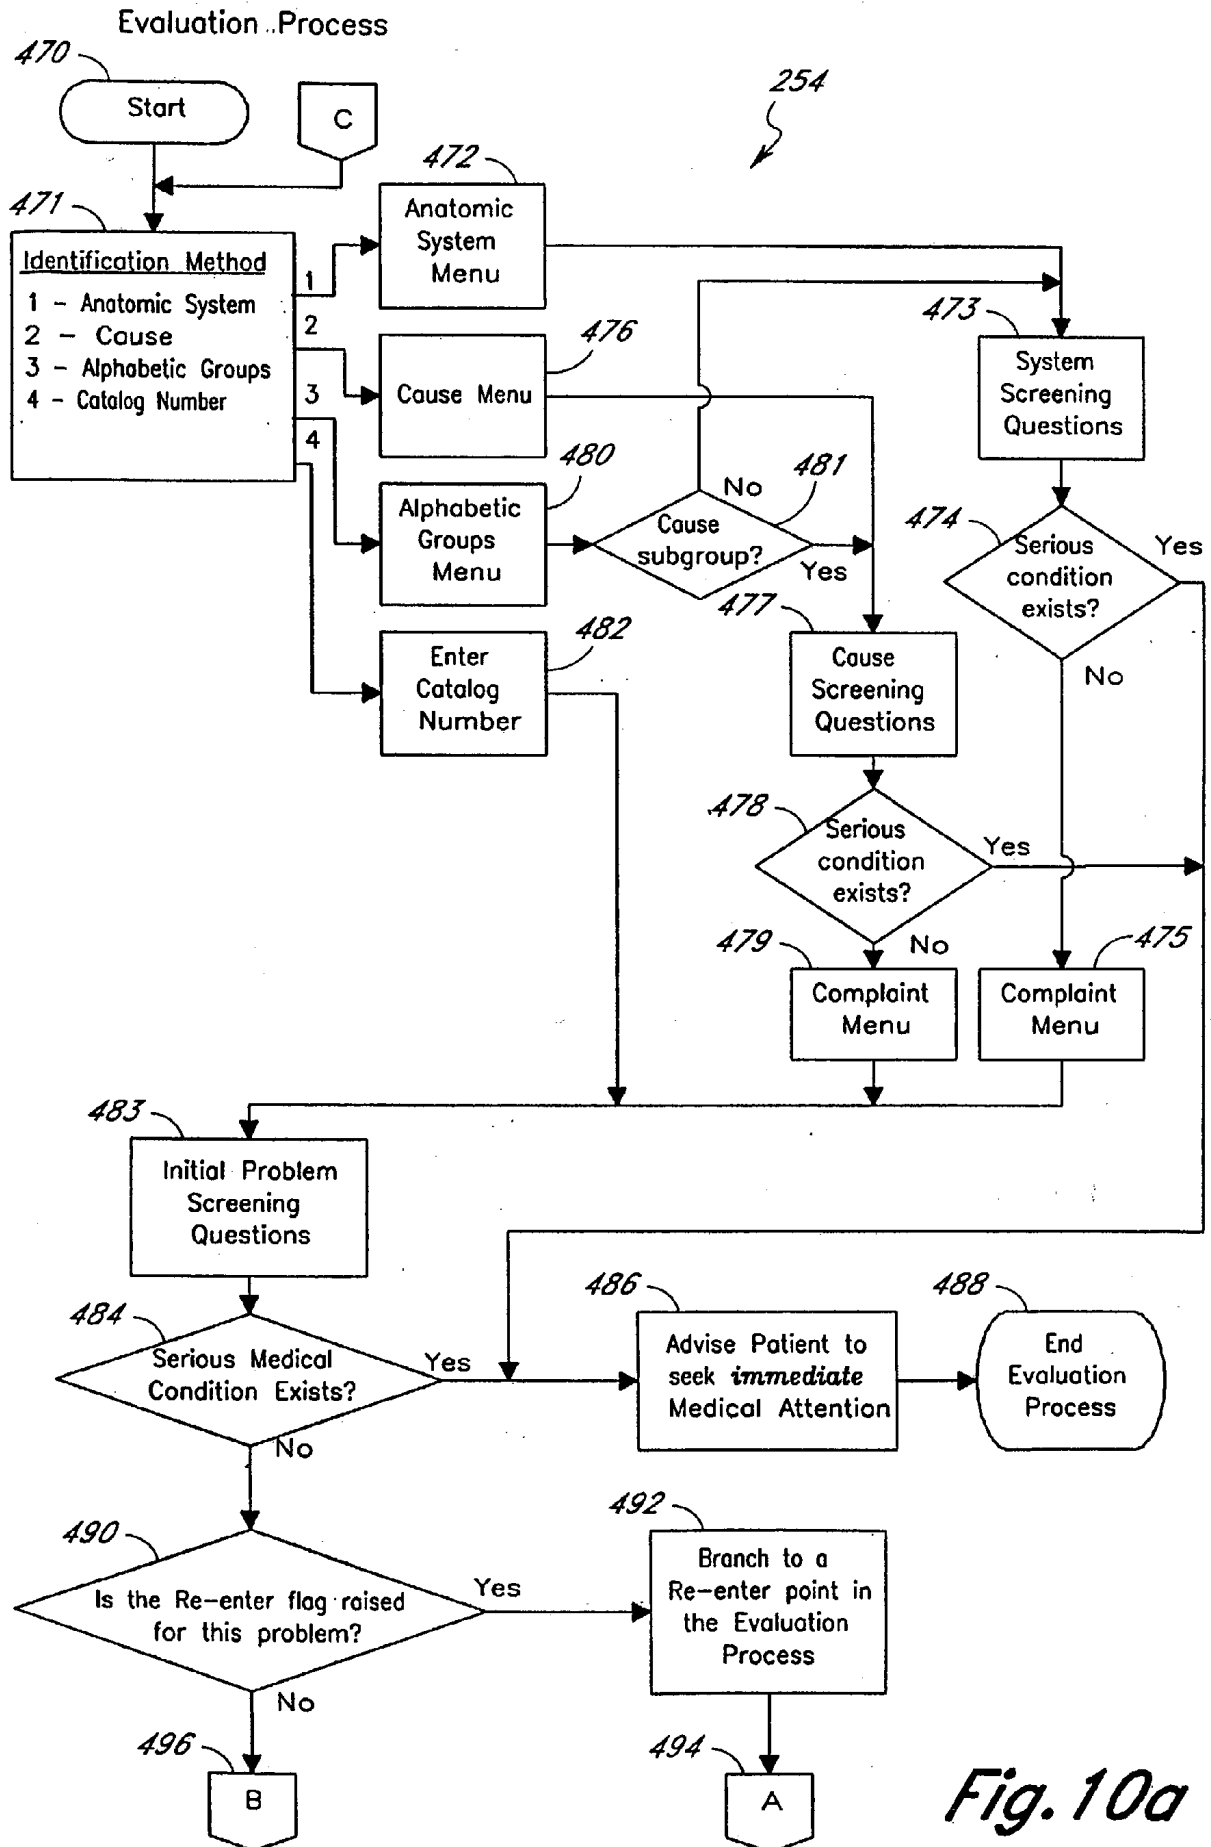 Evaluation Process
470
Start
C
254
471
Identification Method
1 - Anatomic System
2 - Cause
3 - Alphabetic Groups
4 - Catalog Number
1
2
3
4
472
Anatomic
System
Menu
476
Cause Menu
480
Alphabetic
Groups
Menu
482
Enter
Catalog
Number
481
Cause
subgroup?
No
Yes
473
System
Screening
Questions
474
Serious
condition
exists?
Yes
No
477
Cause
Screening
Questions
478
Serious
condition
exists?
Yes
No
479
Complaint
Menu
475
Complaint
Menu
483
Initial Problem
Screening
Questions
484
Serious Medical
Condition Exists?
Yes
No
486
Advise Patient to
seek immediate
Medical Attention
488
End
Evaluation
Process
490
Is the Re-enter flag raised
for this problem?
Yes
No
492
Branch to a
Re-enter point in
the Evaluation
Process
496
B
494
A
Fig. 10a